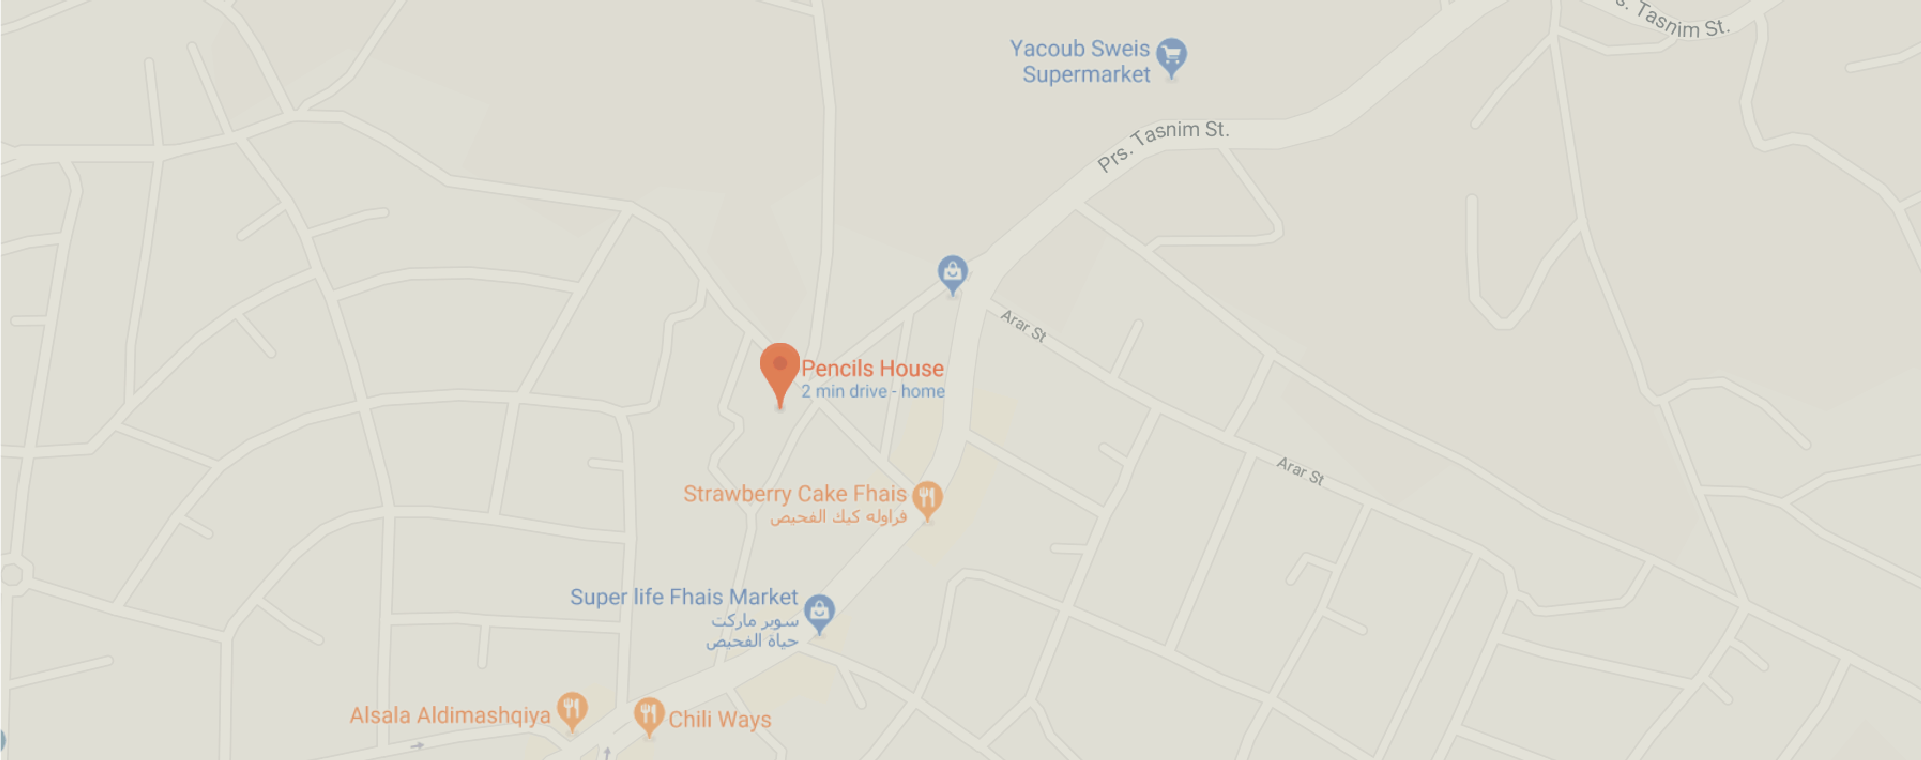 s. Tasnim St.
Yacoub Sweis
Supermarket
Prs. Tasnim St.
Arar St
Pencils House
2 min drive - home
Arar St
Strawberry Cake Fhais
فراوله كيك الفحيص
Super life Fhais Market
سوبر ماركت
حياة الفحيص
Alsala Aldimashqiya
Chili Ways